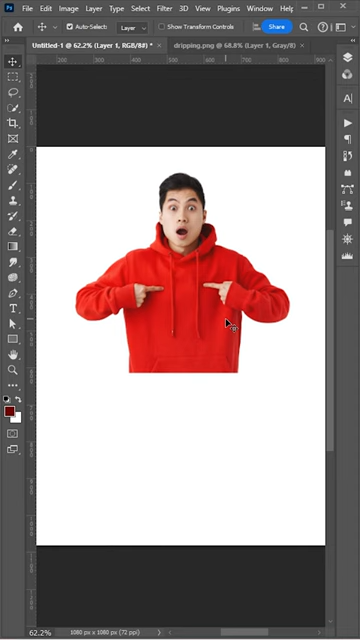 Ps File Edit Image Layer Type Select Filter 3D View Plugins Window Help
Auto-Select: Layer Show Transform Controls Share
Untitled-1 @ 62.2% (Layer 1, RGB/8#) * × dripping.png @ 68.8% (Layer 1, Gray/8) ×
62.2% 1080 px x 1080 px (72 ppi)